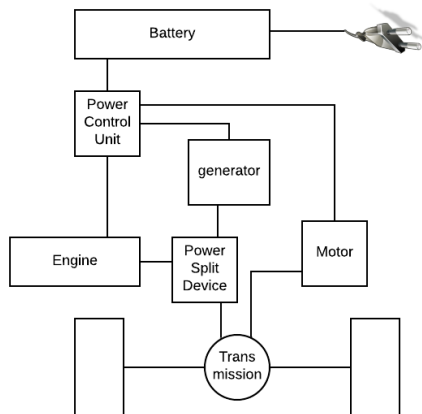 Battery
Power
Control
Unit
generator
Engine
Power
Split
Device
Motor
Trans
mission